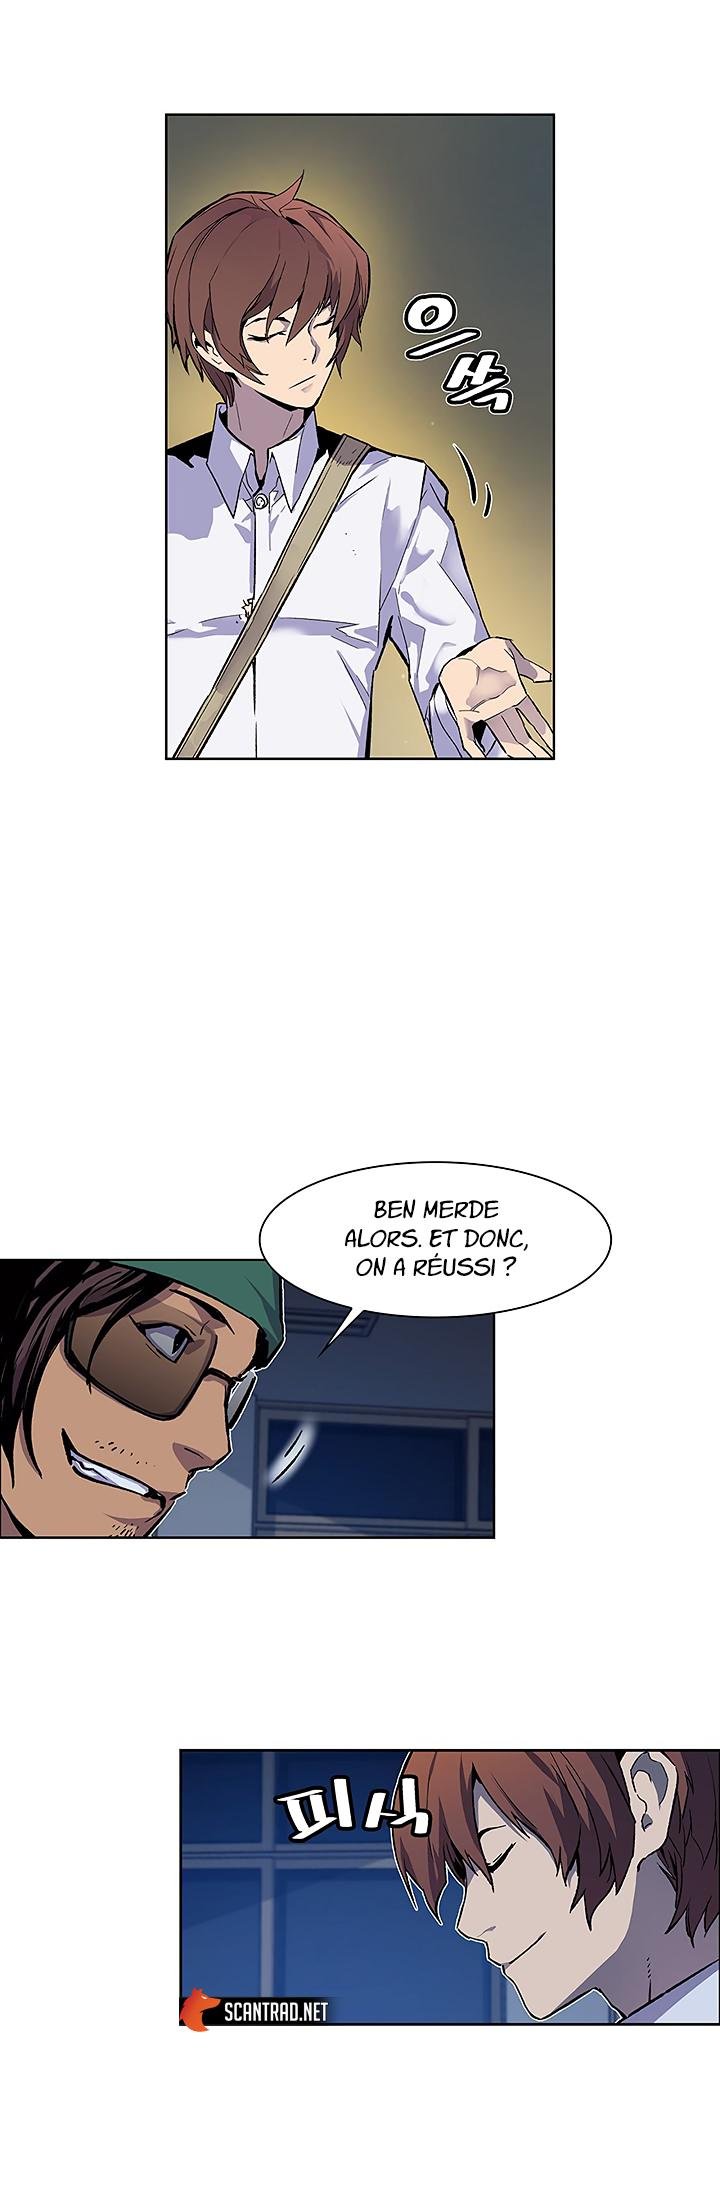 으쓱
BEN MERDE
ALORS. ET DONC,
ON A RÉUSSI ?
피식
SCANTRAD.NET